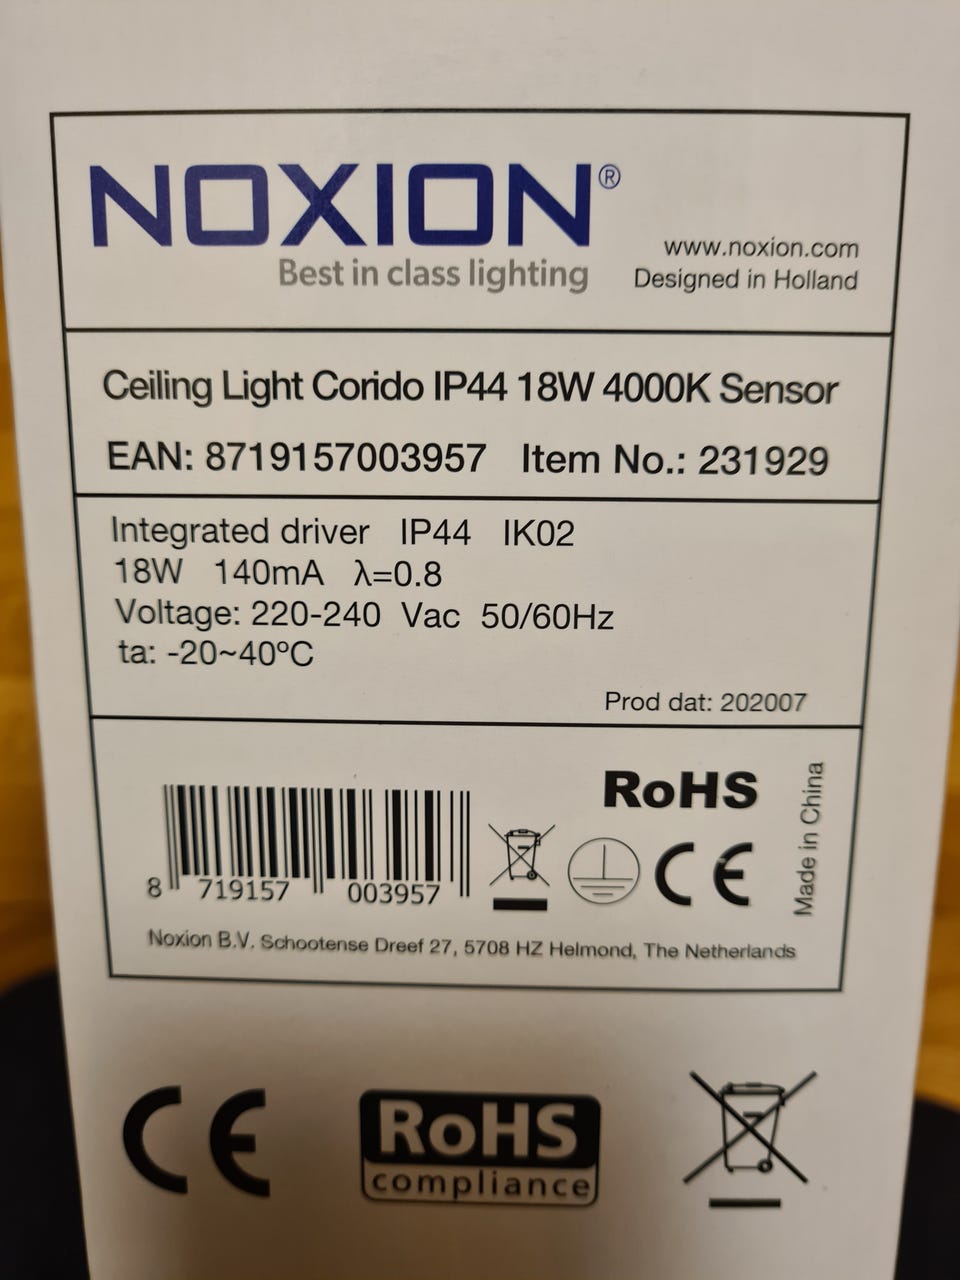 NOXION®
Best in class lighting
www.noxion.com
Designed in Holland
Ceiling Light Corido IP44 18W 4000K Sensor
EAN: 8719157003957 Item No.: 231929
Integrated driver IP44 IK02
18W 140mA λ=0.8
Voltage: 220-240 Vac 50/60Hz
ta: -20~40ºC
Prod dat: 202007
RoHS
CE
Made in China
8 719157 003957
Noxion B.V. Schootense Dreef 27, 5708 HZ Helmond, The Netherlands
CE
RoHS
compliance